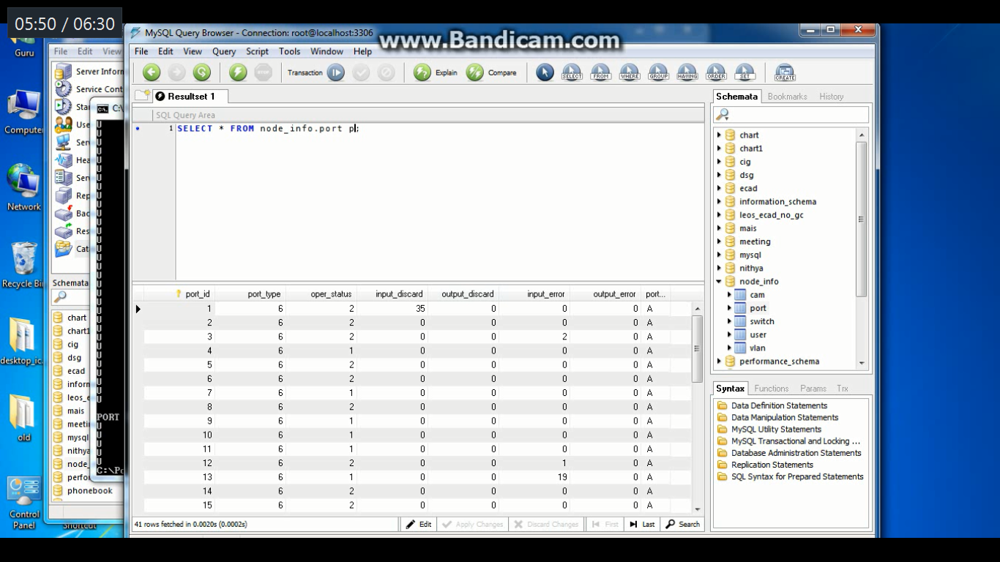 05:50 / 06:30
www.Bandicam.com
Guru
Computer
Network
Recycle Bin
desktop_ic
old
Control
Panel
Shortcut
File Edit View
Server Inform
Service Cont
Star
Use
Serv
Hea
Serv
Rep
Bac
Res
Cat
Schemata
chart
chart1
cig
dsg
ecad
inform
leos_e
mais
meetin
mysql
nithya
node_
perfo
phonebook
C:\
U
PORT
U
C:\Po
MySQL Query Browser - Connection: root@localhost:3306
File Edit View Query Script Tools Window Help
Transaction Explain Compare SELECT FROM WHERE GROUP HAVING ORDER SET CREATE
STOP
Resultset 1
SQL Query Area
1 SELECT * FROM node_info.port p;
port_id port_type oper_status input_discard output_discard input_error output_error port...
1 6 2 35 0 0 0 A
2 6 2 0 0 0 0 A
3 6 2 0 0 2 0 A
4 6 1 0 0 0 0 A
5 6 2 0 0 0 0 A
6 6 2 0 0 0 0 A
7 6 1 0 0 0 0 A
8 6 2 0 0 0 0 A
9 6 1 0 0 0 0 A
10 6 1 0 0 0 0 A
11 6 1 0 0 0 0 A
12 6 2 0 0 1 0 A
13 6 1 0 0 19 0 A
14 6 2 0 0 0 0 A
15 6 2 0 0 0 0 A
41 rows fetched in 0.0020s (0.0002s)
Edit Apply Changes Discard Changes First Last Search
Schemata Bookmarks History
chart
chart1
cig
dsg
ecad
information_schema
leos_ecad_no_gc
mais
meeting
mysql
nithya
node_info
cam
port
switch
user
vlan
performance_schema
Syntax Functions Params Trx
Data Definition Statements
Data Manipulation Statements
MySQL Utility Statements
MySQL Transactional and Locking ...
Database Administration Statements
Replication Statements
SQL Syntax for Prepared Statements